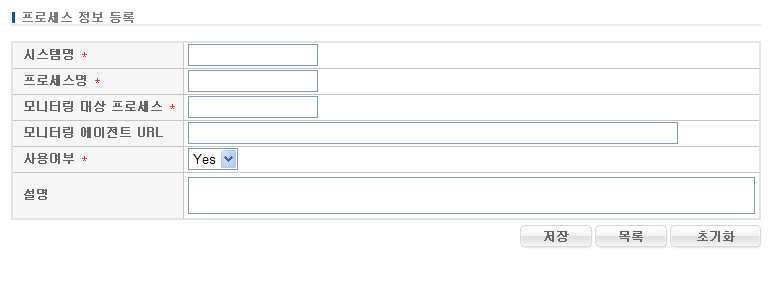 프로세스 정보 등록
시스템명 *
프로세스명 *
모니터링 대상 프로세스 *
모니터링 에이전트 URL
사용여부 * Yes
설명
저장 목록 초기화